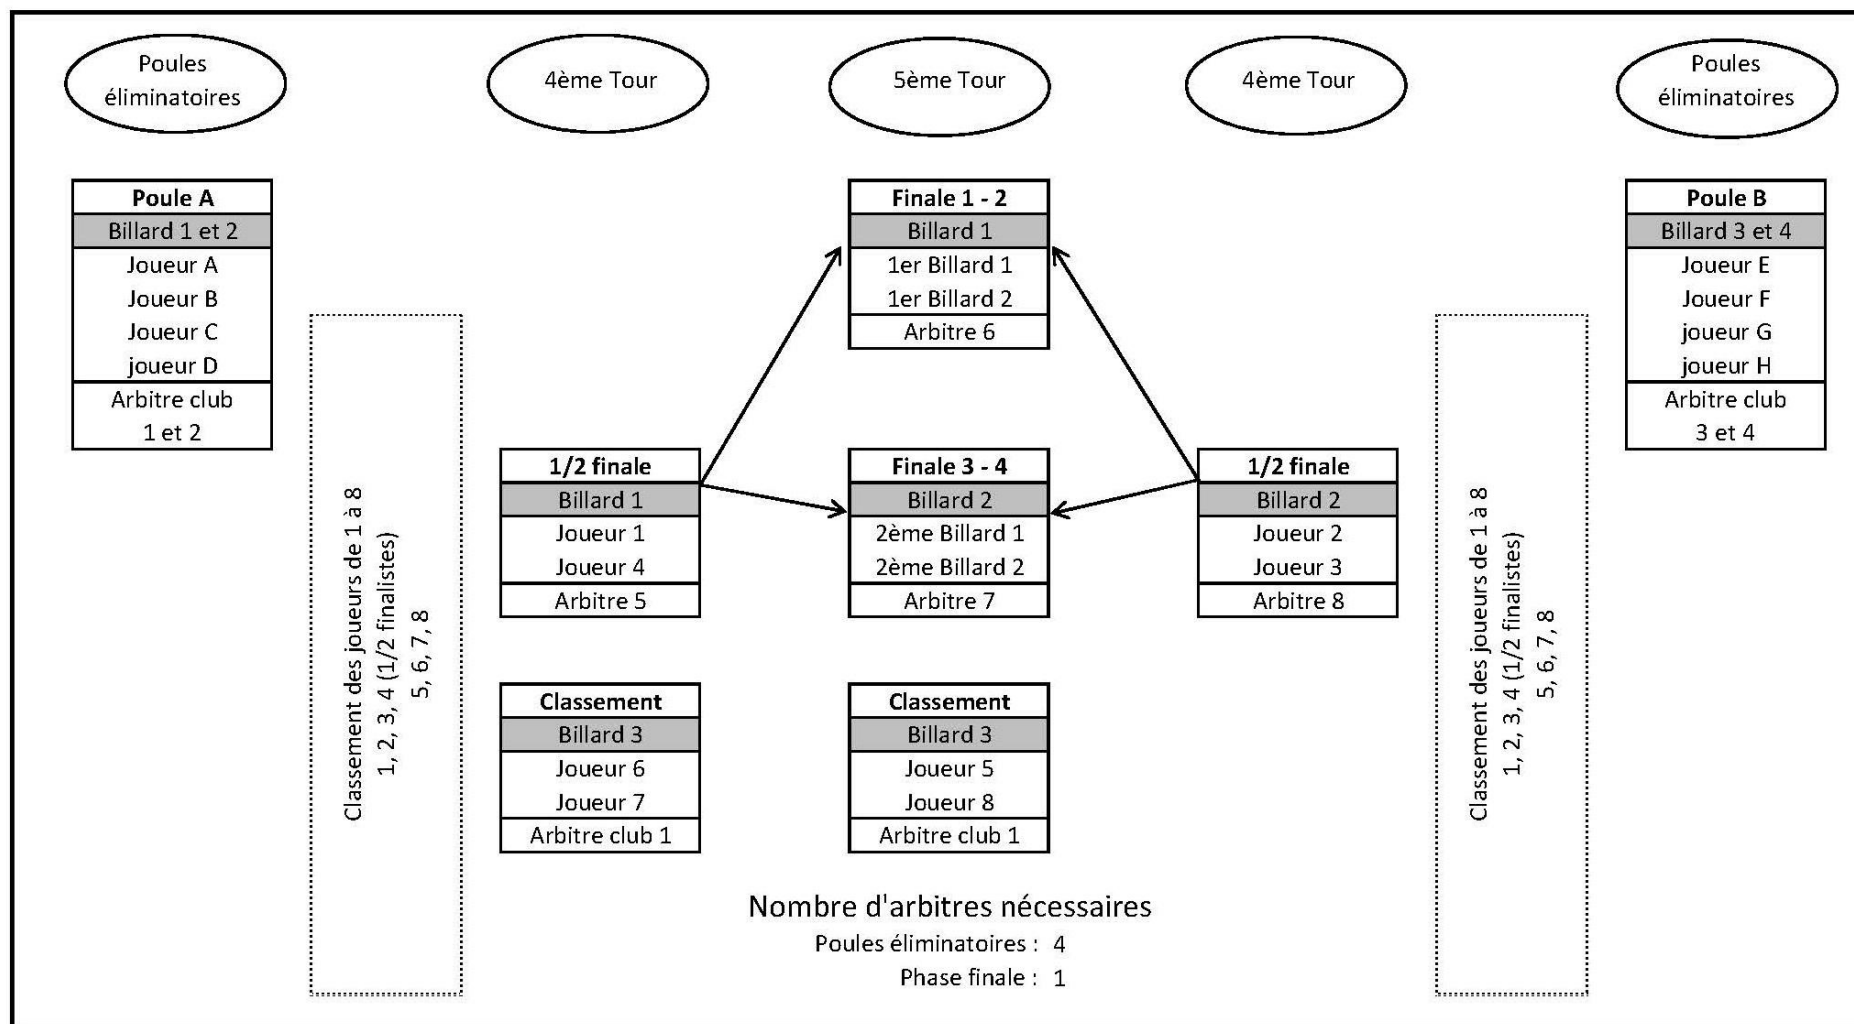 Poules
éliminatoires
4ème Tour
5ème Tour
4ème Tour
Poules
éliminatoires
Poule A
Billard 1 et 2
Joueur A
Joueur B
Joueur C
joueur D
Arbitre club
1 et 2
Classement des joueurs de 1 à 8
1, 2, 3, 4 (1/2 finalistes)
5, 6, 7, 8
1/2 finale
Billard 1
Joueur 1
Joueur 4
Arbitre 5
Classement
Billard 3
Joueur 6
Joueur 7
Arbitre club 1
Finale 1 - 2
Billard 1
1er Billard 1
1er Billard 2
Arbitre 6
Finale 3 - 4
Billard 2
2ème Billard 1
2ème Billard 2
Arbitre 7
Classement
Billard 3
Joueur 5
Joueur 8
Arbitre club 1
1/2 finale
Billard 2
Joueur 2
Joueur 3
Arbitre 8
Classement des joueurs de 1 à 8
1, 2, 3, 4 (1/2 finalistes)
5, 6, 7, 8
Poule B
Billard 3 et 4
Joueur E
Joueur F
joueur G
joueur H
Arbitre club
3 et 4
Nombre d'arbitres nécessaires
Poules éliminatoires : 4
Phase finale : 1